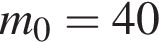 m₀ = 40